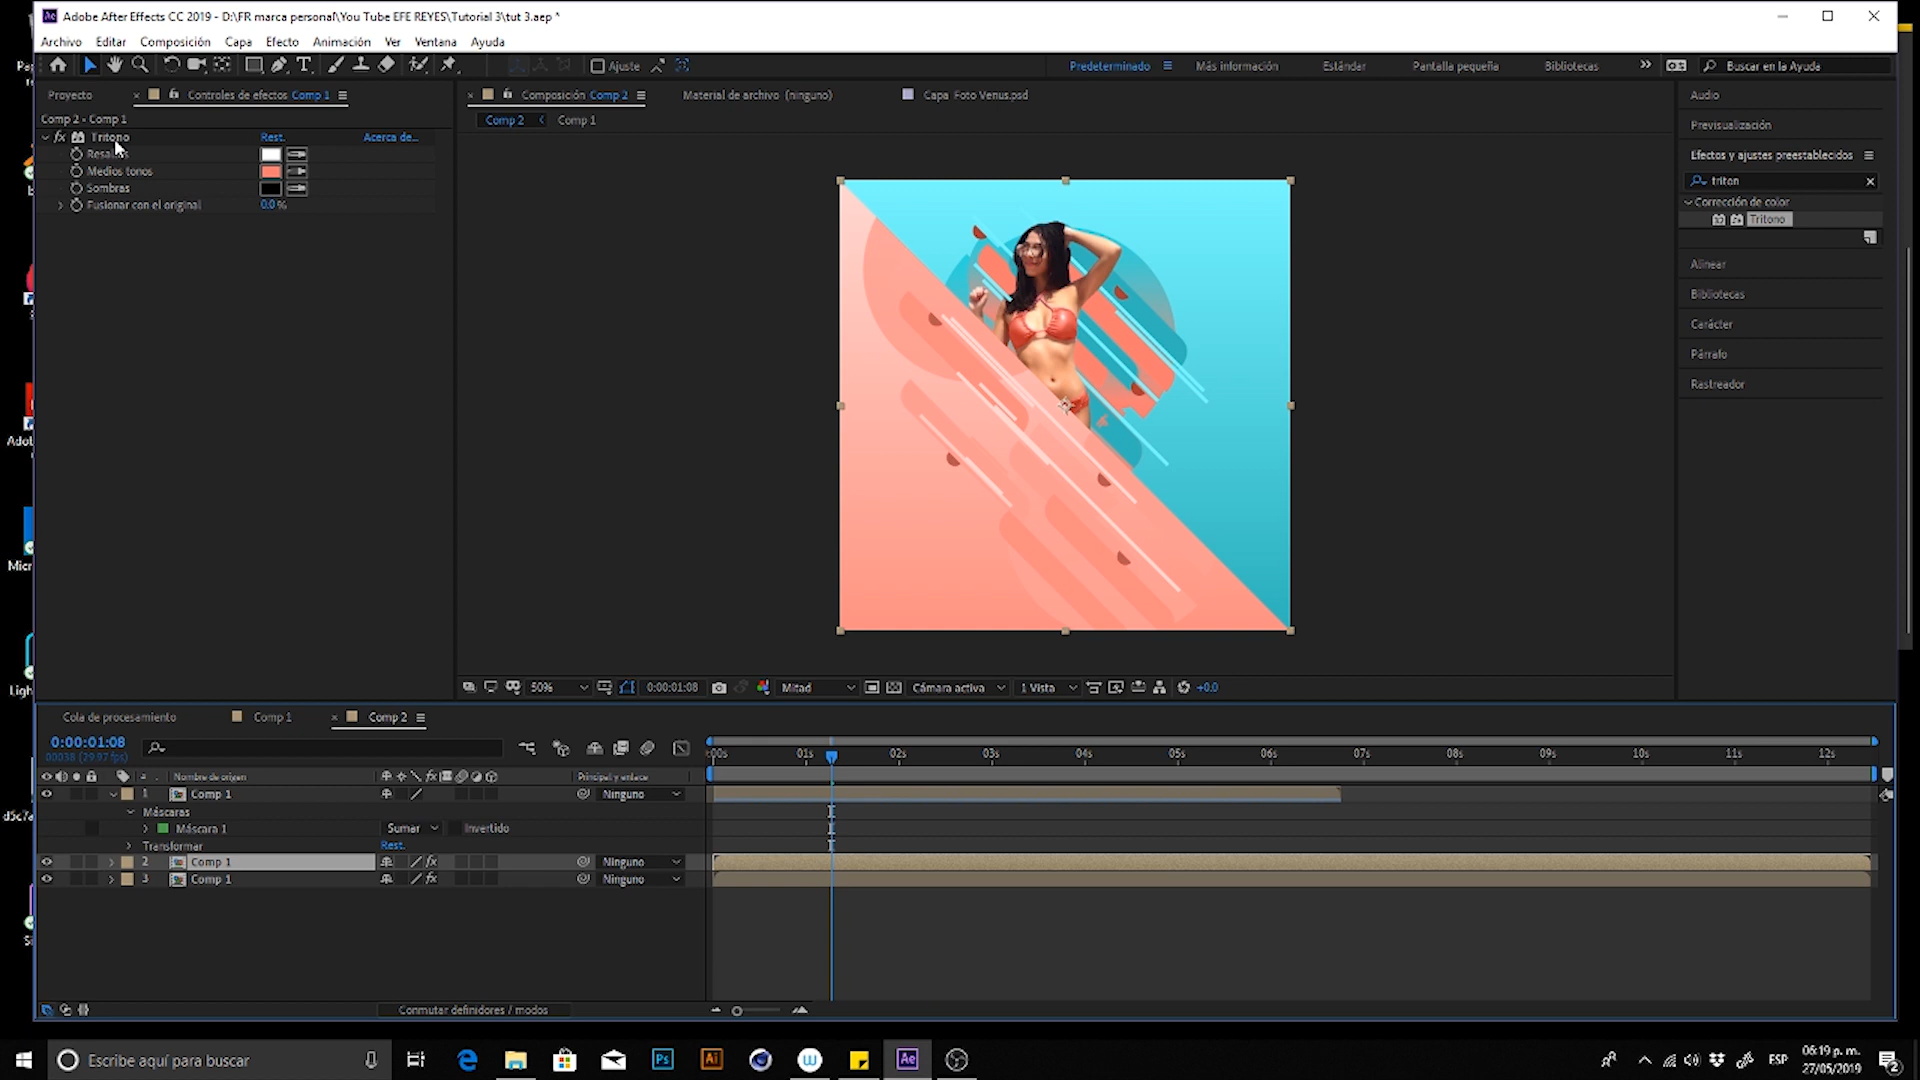 Adobe After Effects CC 2019 - D:\FR marca personal\You Tube EFE REYES\Tutorial 3\tut 3.aep *
Archivo Editar Composición Capa Efecto Animación Ver Ventana Ayuda
Ajuste
Predeterminado Más información Estándar Pantalla pequeña Bibliotecas Buscar en la Ayuda
Proyecto Controles de efectos Comp 1
Composición Comp 2 Material de archivo (ninguno) Capa Foto Venus.psd
Audio
Comp 2 - Comp 1
Comp 2 Comp 1
Previsualización
fx Tritono Rest. Acerca de...
Medios tonos
Sombras
Fusionar con el original 0.0 %
Efectos y ajustes preestablecidos
triton
Corrección de color
Tritono
Alinear
Bibliotecas
Carácter
Párrafo
Rastreador
Adol
Micr
Ligh
50% 0:00:01:08 Mitad Cámara activa 1 Vista +0.0
Cola de procesamiento Comp 1 Comp 2
0:00:01:08
00038 (29.97 fps)
:00s 01s 02s 03s 04s 05s 06s 07s 08s 09s 10s 11s 12s
# Nombre de origen fx Principal y enlace
1 Comp 1 Ninguno
Máscaras
Máscara 1 Sumar Invertido
Transformar Rest.
2 Comp 1 fx Ninguno
3 Comp 1 fx Ninguno
d5c7a
Conmutar definidores / modos
Escribe aquí para buscar
Ps Ai W Ae
ESP
06:19 p. m.
27/05/2019
2